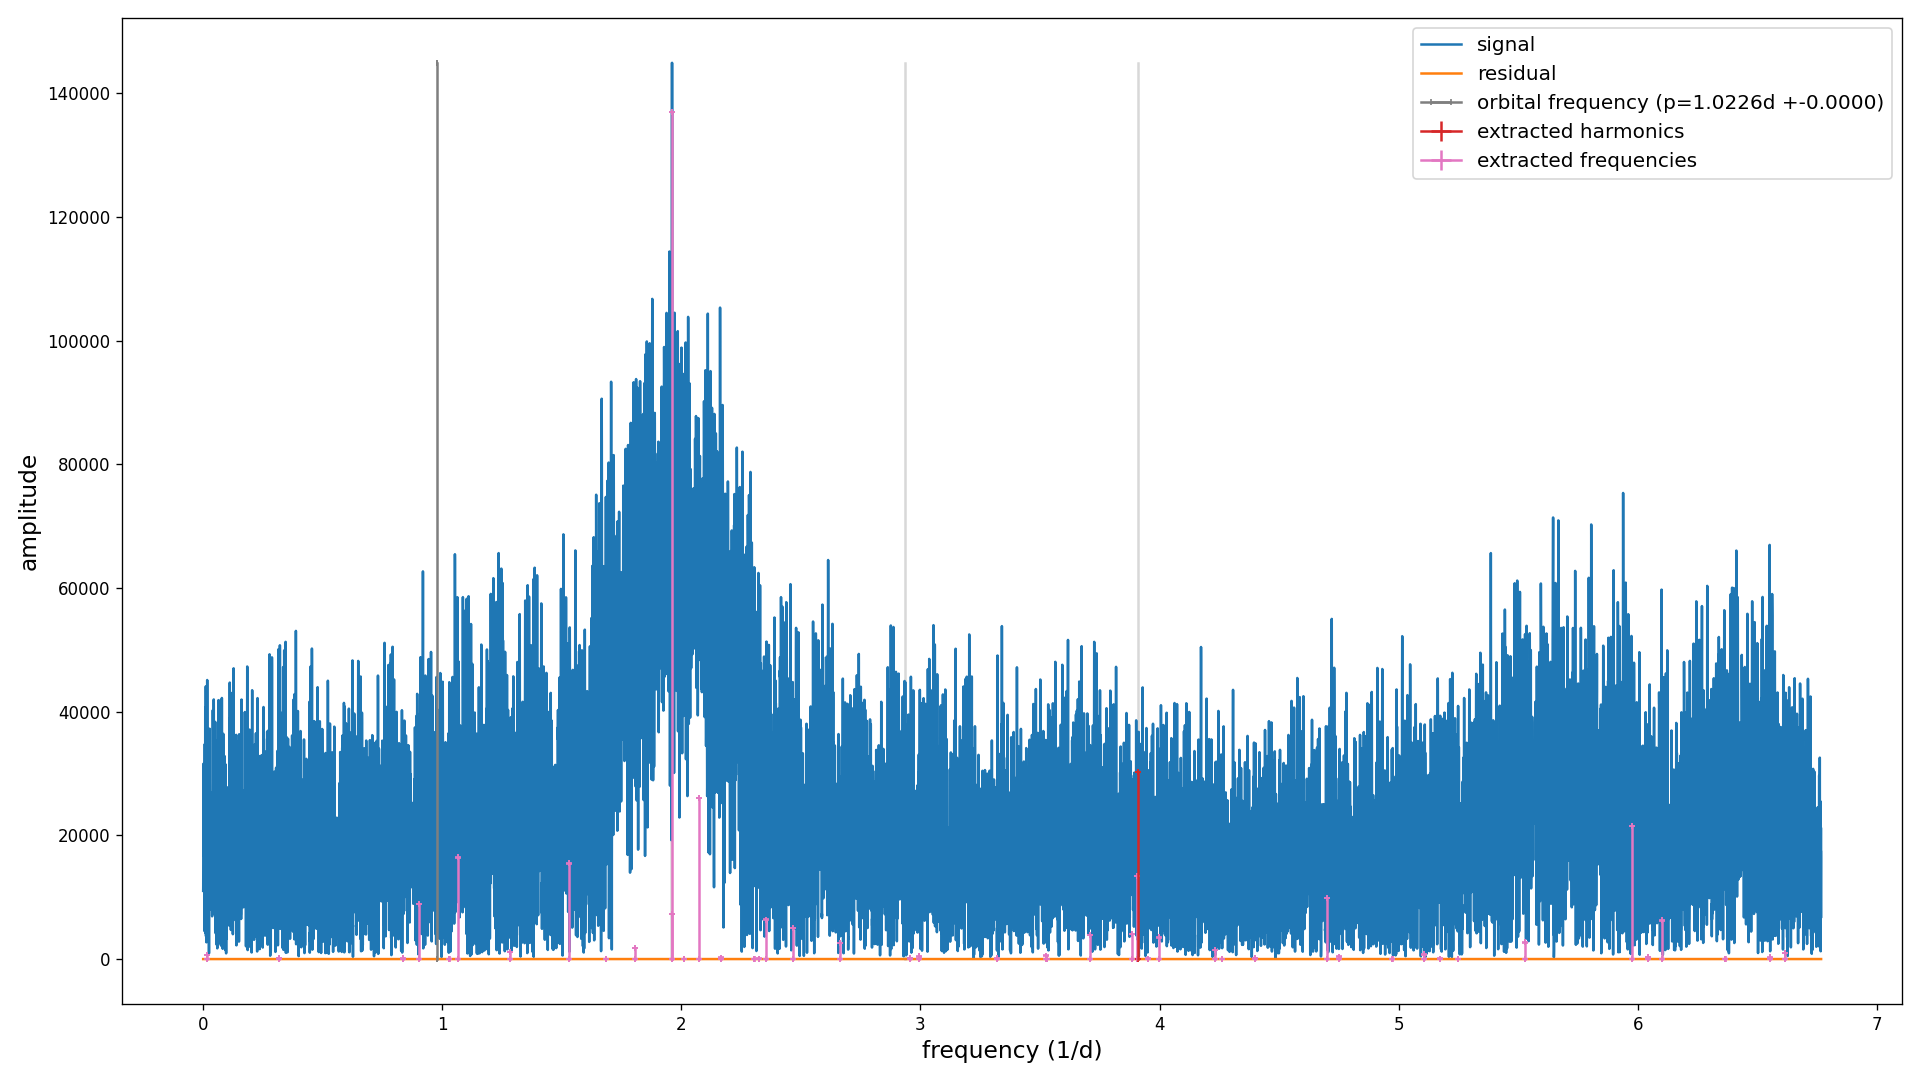 signal
residual
orbital frequency (p=1.0226d +-0.0000)
extracted harmonics
extracted frequencies
140000
120000
100000
80000
60000
40000
20000
0
amplitude
0 1 2 3 4 5 6 7
frequency (1/d)